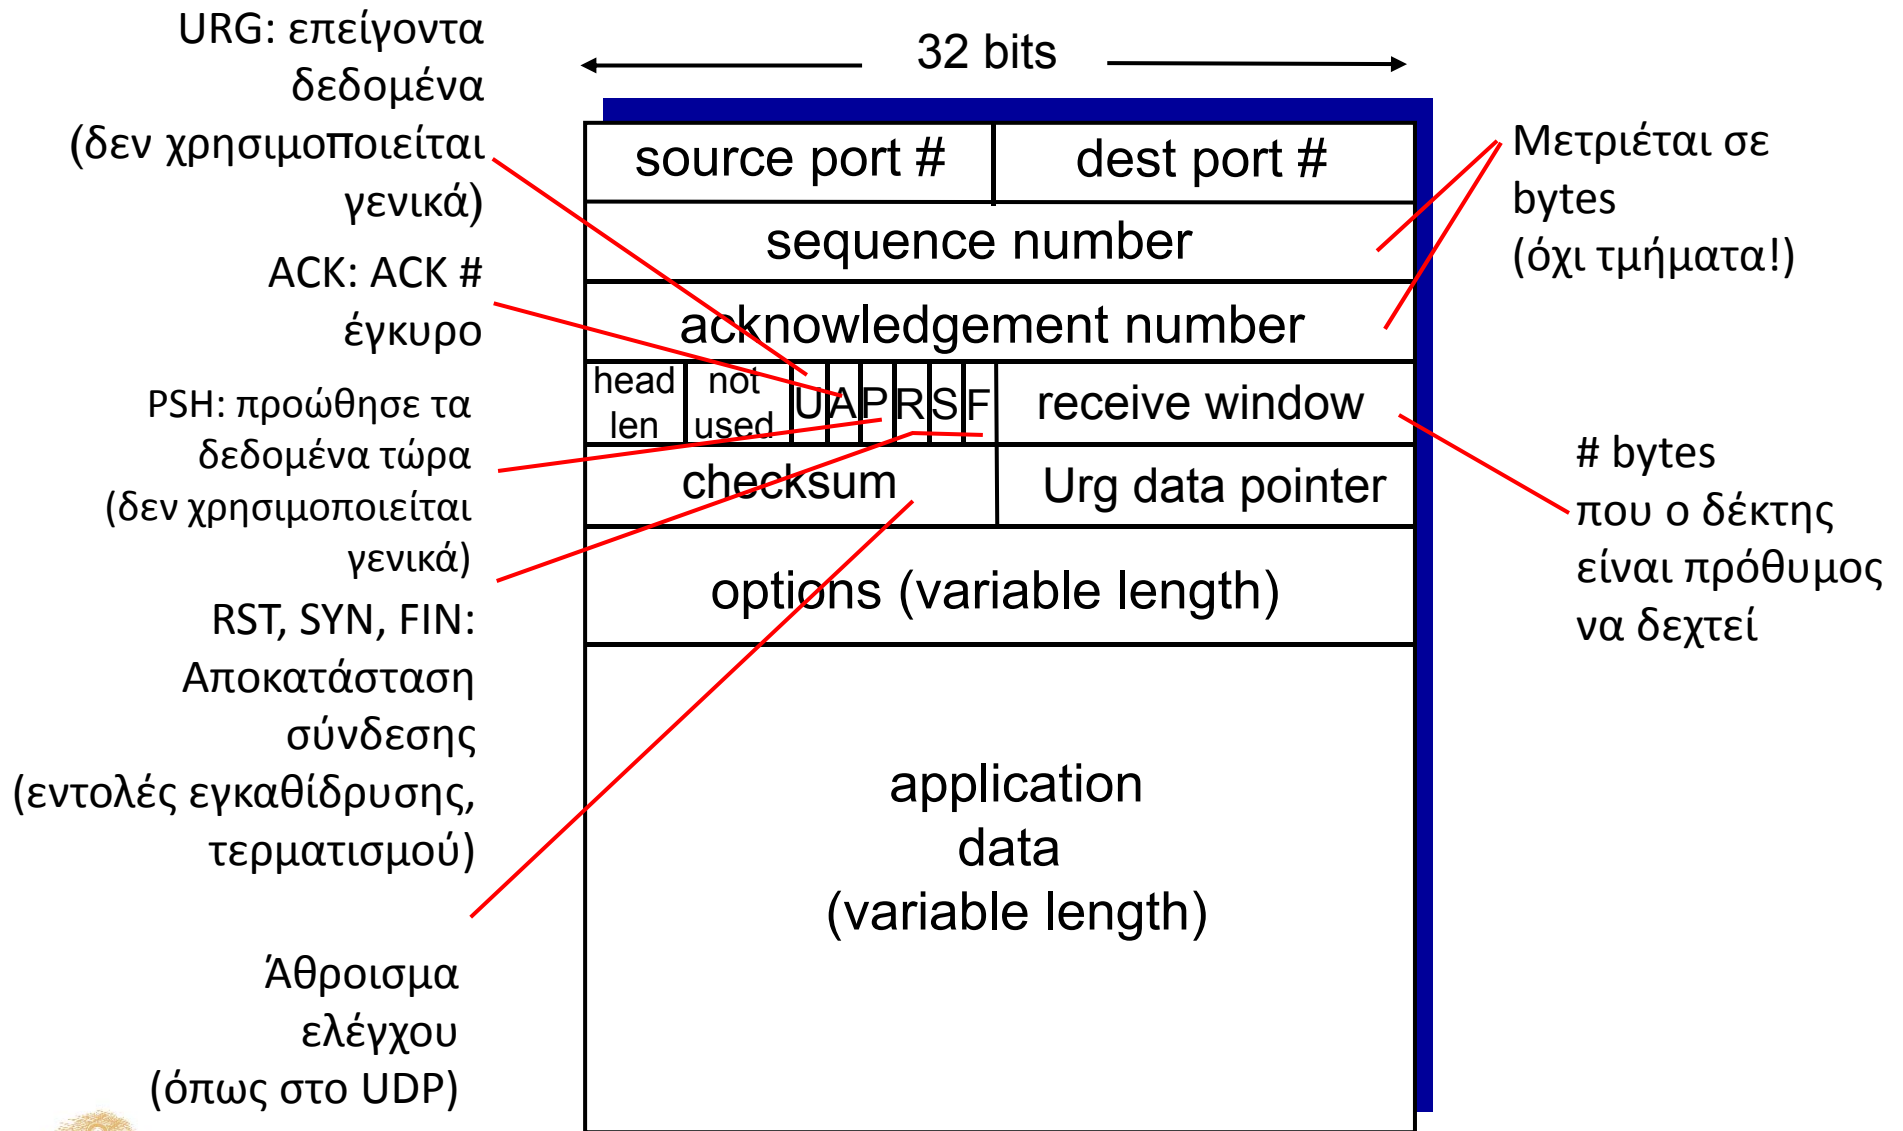 URG: επείγοντα
δεδομένα
(δεν χρησιμοποιείται
γενικά)
ACK: ACK #
έγκυρο
PSH: προώθησε τα
δεδομένα τώρα
(δεν χρησιμοποιείται
γενικά)
RST, SYN, FIN:
Αποκατάσταση
σύνδεσης
(εντολές εγκαθίδρυσης,
τερματισμού)
Άθροισμα
ελέγχου
(όπως στο UDP)
32 bits
source port #
dest port #
sequence number
acknowledgement number
head
len
not
used
U
A
P
R
S
F
receive window
checksum
Urg data pointer
options (variable length)
application
data
(variable length)
Μετριέται σε
bytes
(όχι τμήματα!)
# bytes
που ο δέκτης
είναι πρόθυμος
να δεχτεί